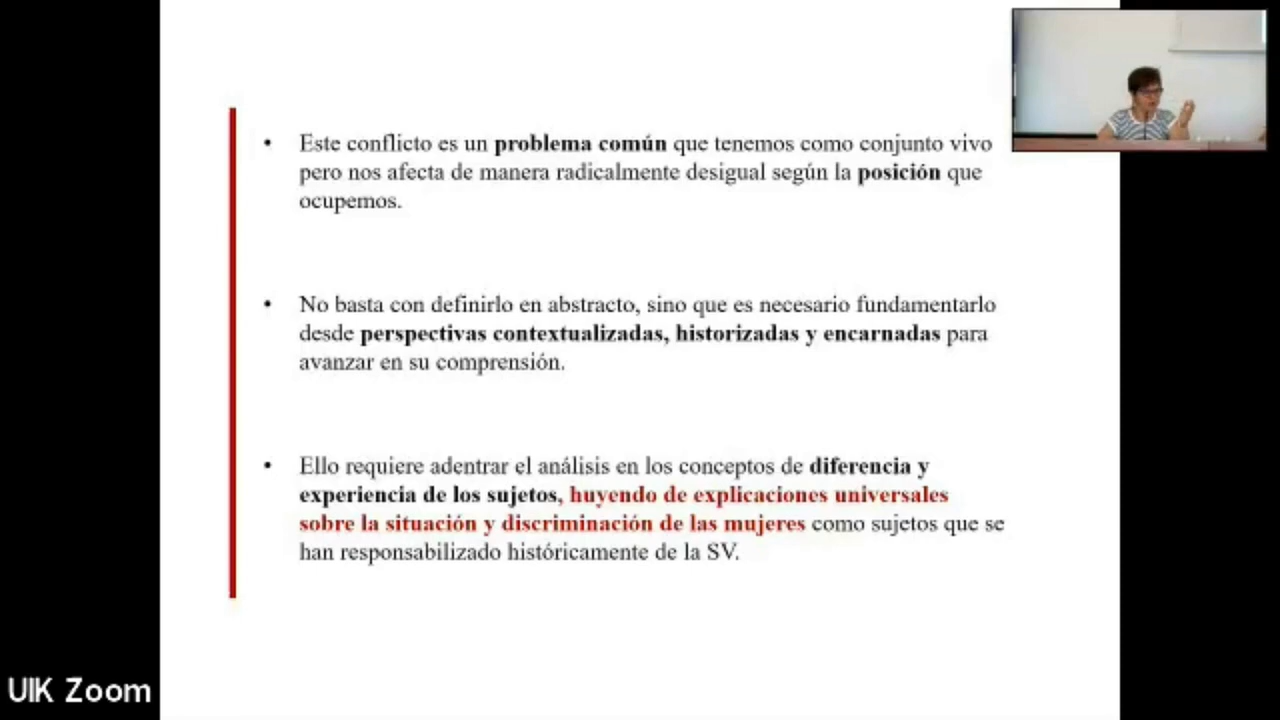 Este conflicto es un problema común que tenemos como conjunto vivo
pero nos afecta de manera radicalmente desigual según la posición que
ocupemos.
No basta con definirlo en abstracto, sino que es necesario fundamentarlo
desde perspectivas contextualizadas, historizadas y encarnadas para
avanzar en su comprensión.
Ello requiere adentrar el análisis en los conceptos de diferencia y
experiencia de los sujetos, huyendo de explicaciones universales
sobre la situación y discriminación de las mujeres como sujetos que se
han responsabilizado históricamente de la SV.
UIK Zoom